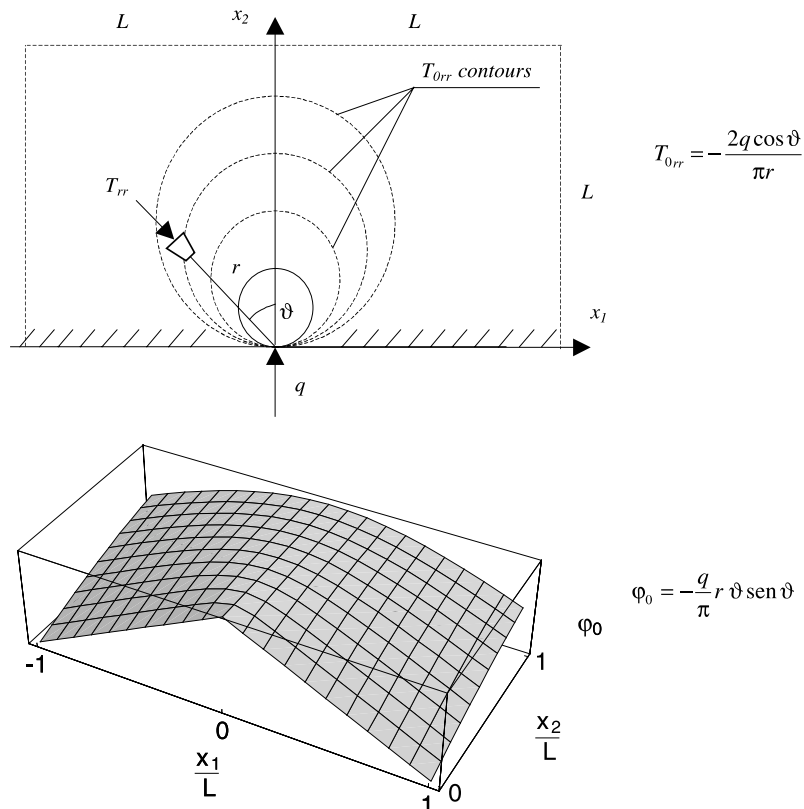 L
x₂
L
T₀rr contours
T₀rr = − 2q cos ϑ / πr
Trr
L
r
ϑ
x₁
q
φ₀ = − q/π r ϑ sen ϑ
φ₀
-1
1
0
x₂/L
x₁/L
0
1